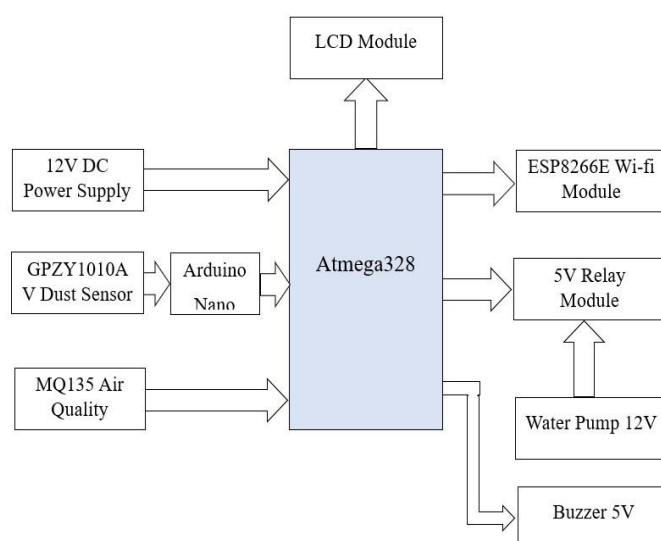 LCD Module
12V DC
Power Supply
ESP8266E Wi-fi
Module
GPZY1010A
V Dust Sensor
Arduino
Nano
Atmega328
5V Relay
Module
MQ135 Air
Quality
Water Pump 12V
Buzzer 5V